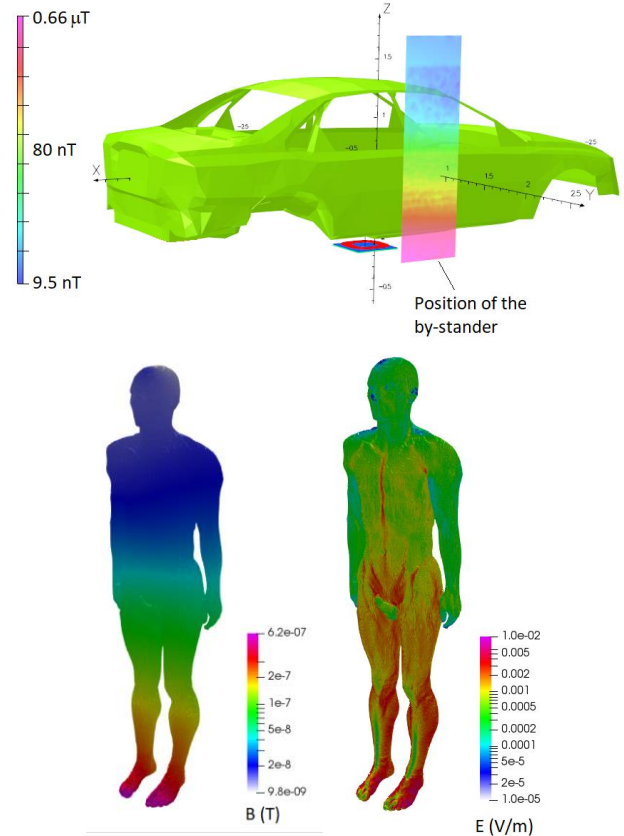 0.66 µT
80 nT
9.5 nT
Z
1.5
1
-0.5
-2.5
X
1
1.5
2
2.5
Y
-2.5
-0.5
Position of the
by-stander
6.2e-07
2e-7
1e-7
5e-8
2e-8
9.8e-09
B (T)
1.0e-02
0.005
0.002
0.001
0.0005
0.0002
0.0001
5e-5
2e-5
1.0e-05
E (V/m)